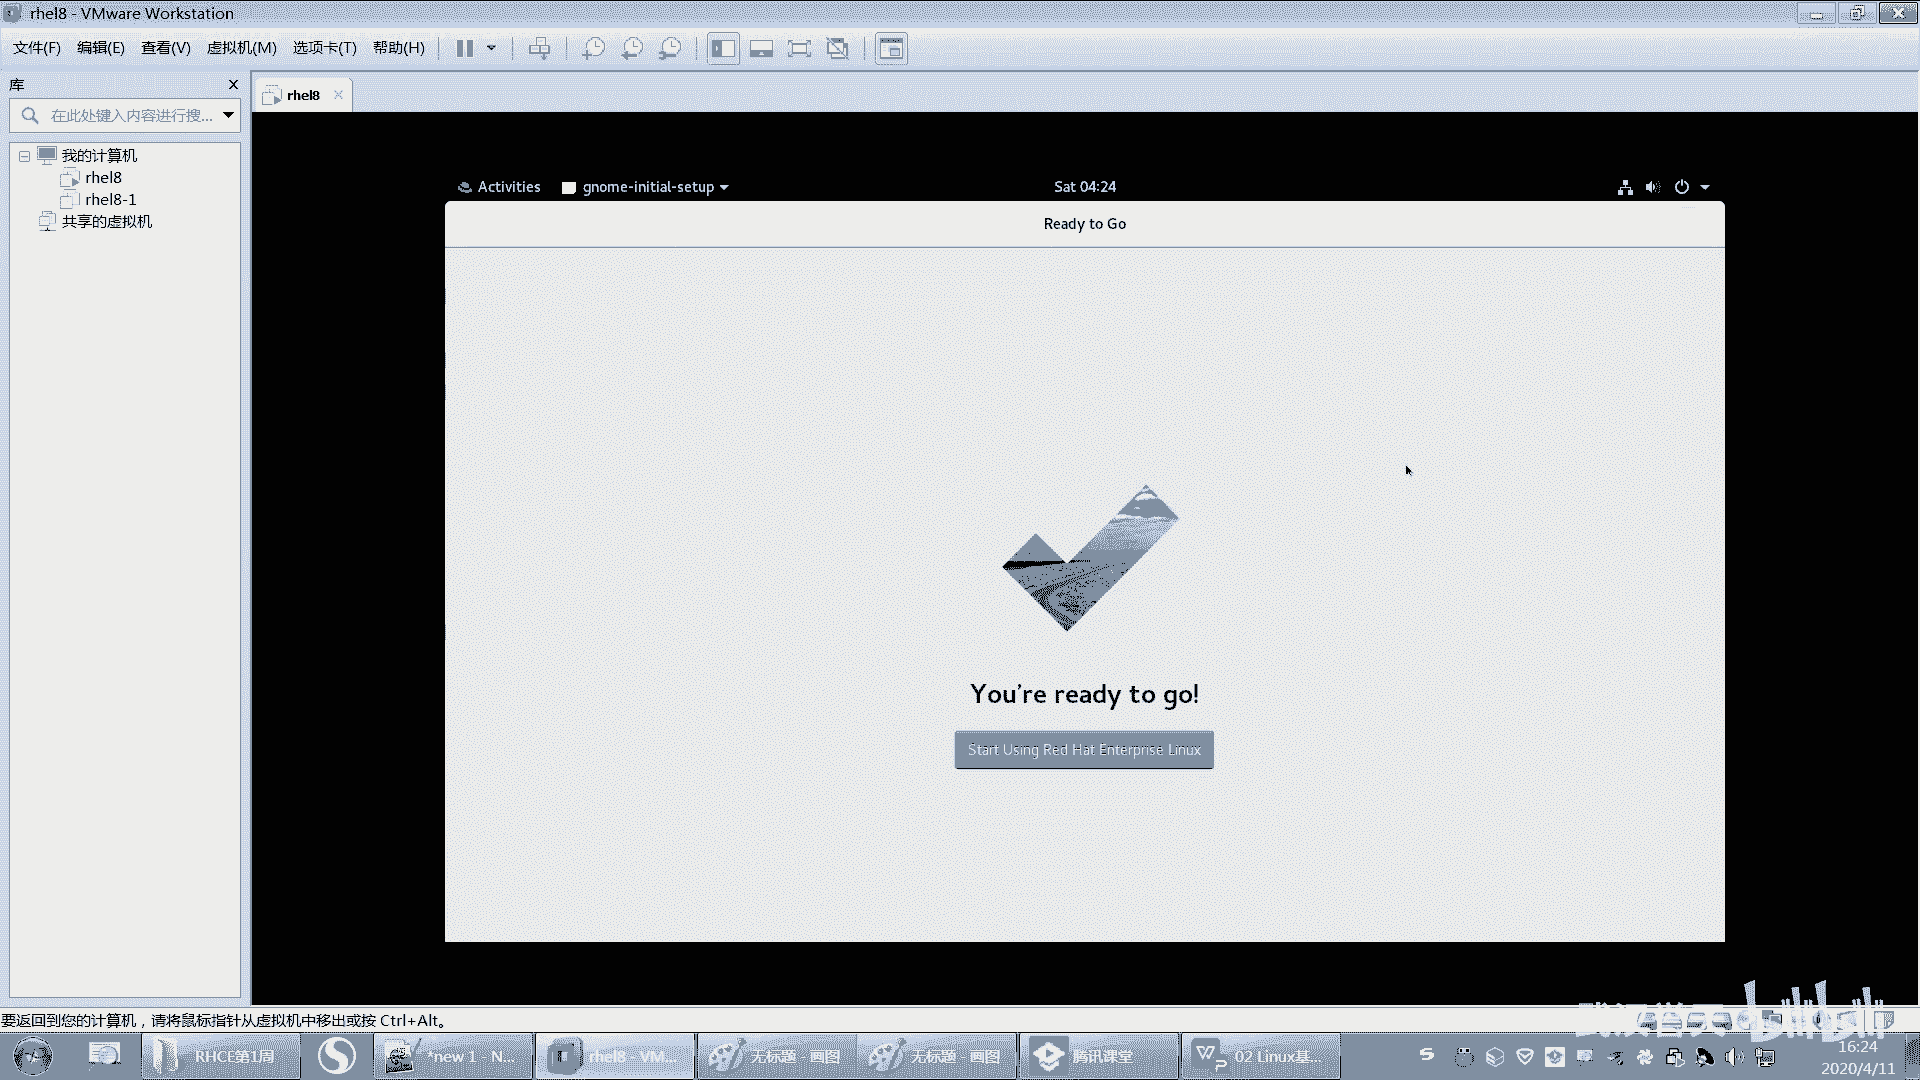 rhel8 - VMware Workstation
文件(F) 编辑(E) 查看(V) 虚拟机(M) 选项卡(T) 帮助(H)
库
rhel8
在此处键入内容进行搜...
我的计算机
rhel8
rhel8-1
共享的虚拟机
Activities gnome-initial-setup Sat 04:24
Ready to Go
You're ready to go!
Start Using Red Hat Enterprise Linux
要返回到您的计算机，请将鼠标指针从虚拟机中移出或按 Ctrl+Alt。
bilibili
RHCE第1周 *new 1 - N... rhel8 - VM... 无标题 - 画图 无标题 - 画图 腾讯课堂 02 Linux基...
16:24
2020/4/11